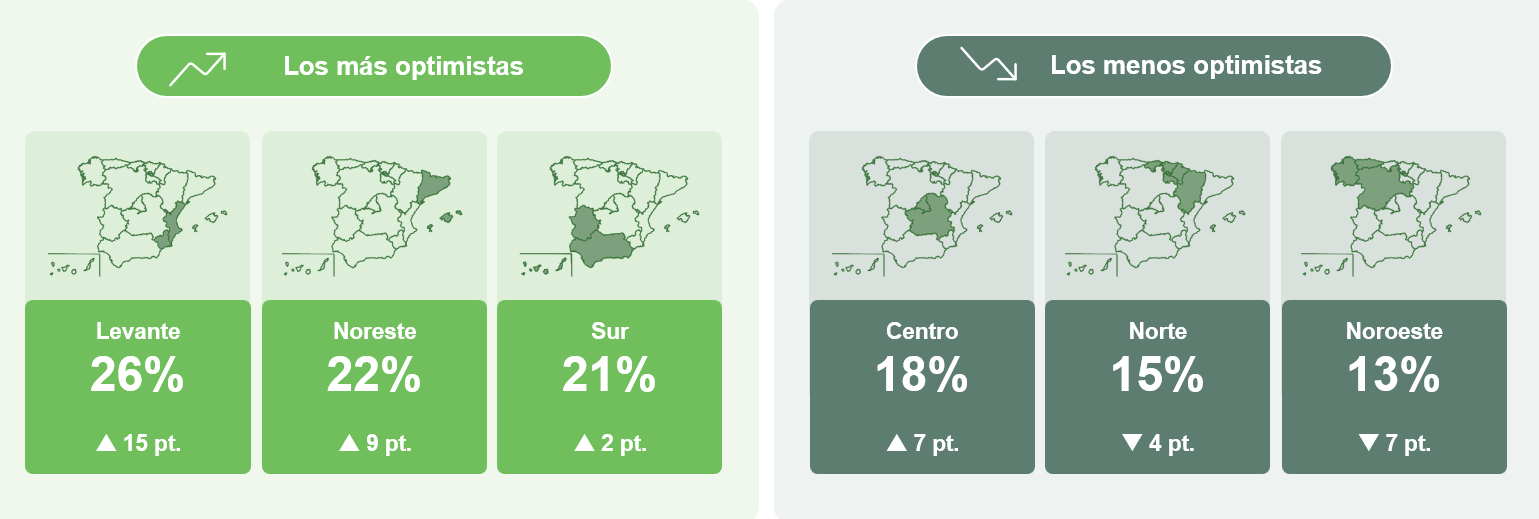 Los más optimistas
Levante
26%
▲ 15 pt.
Noreste
22%
▲ 9 pt.
Sur
21%
▲ 2 pt.
Los menos optimistas
Centro
18%
▲ 7 pt.
Norte
15%
▼ 4 pt.
Noroeste
13%
▼ 7 pt.